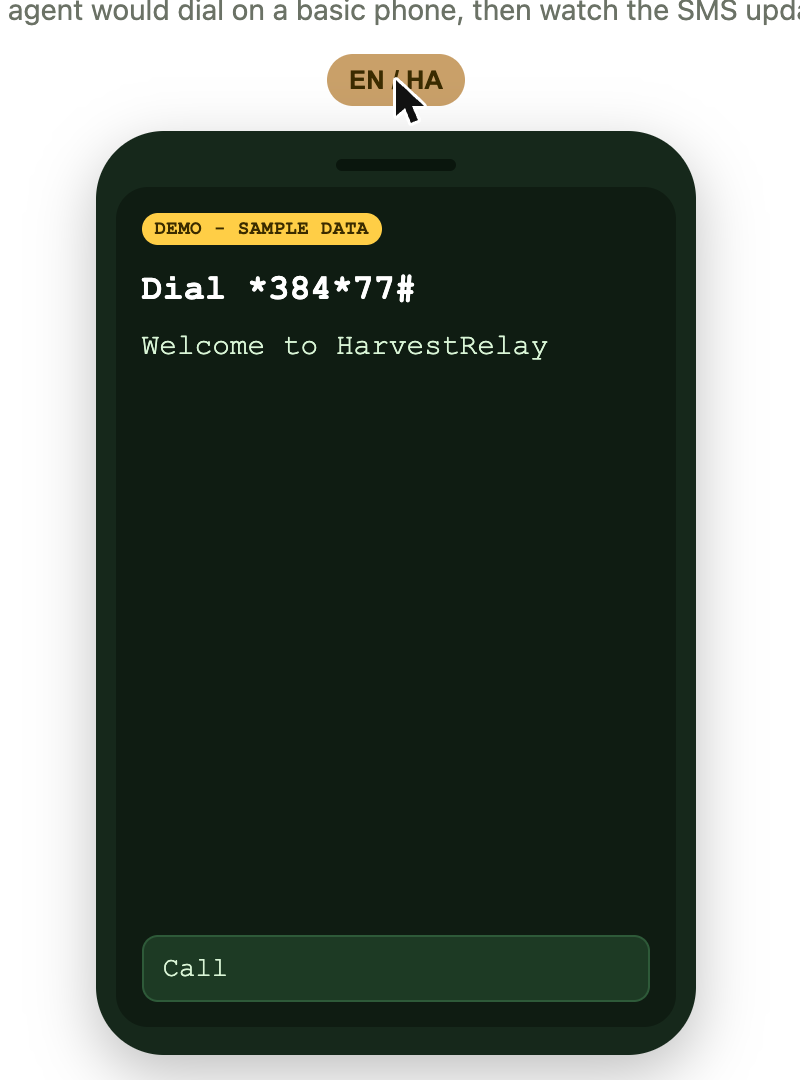 agent would dial on a basic phone, then watch the SMS
EN / HA
DEMO - SAMPLE DATA
Dial *384*77#
Welcome to HarvestRelay
Call